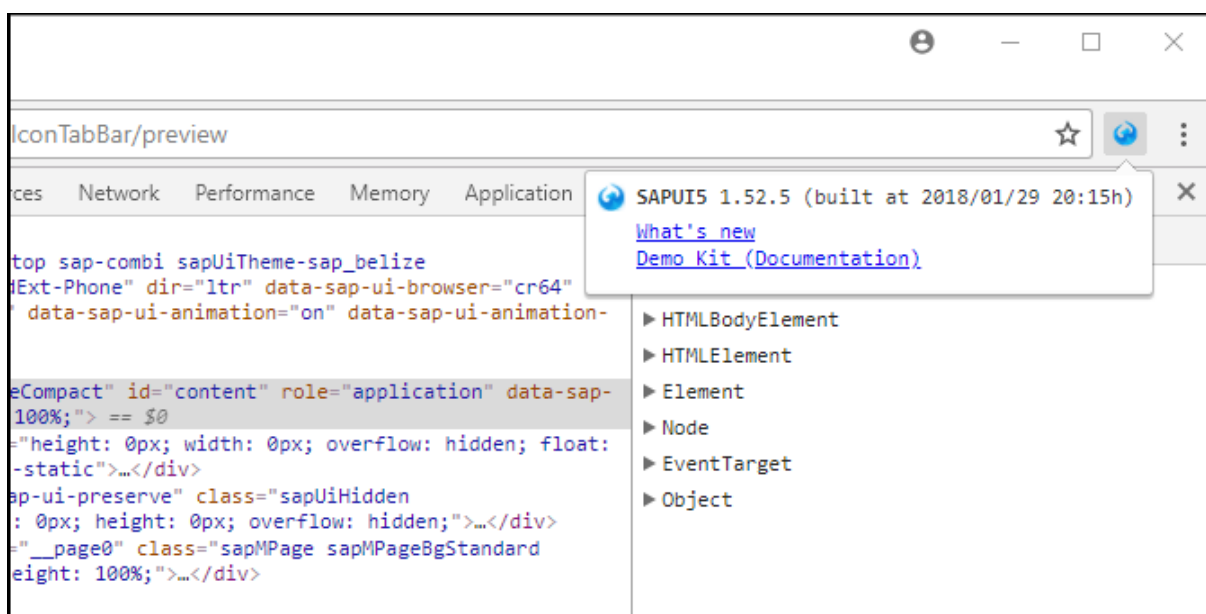 IconTabBar/preview
rces Network Performance Memory Application
SAPUI5 1.52.5 (built at 2018/01/29 20:15h)
What's new
Demo Kit (Documentation)
top sap-combi sapUiTheme-sap_belize
dExt-Phone" dir="ltr" data-sap-ui-browser="cr64"
" data-sap-ui-animation="on" data-sap-ui-animation-
eCompact" id="content" role="application" data-sap-
100%;"> == $0
="height: 0px; width: 0px; overflow: hidden; float:
-static">…</div>
ap-ui-preserve" class="sapUiHidden
: 0px; height: 0px; overflow: hidden;">…</div>
="__page0" class="sapMPage sapMPageBgStandard
eight: 100%;">…</div>
HTMLBodyElement
HTMLElement
Element
Node
EventTarget
Object